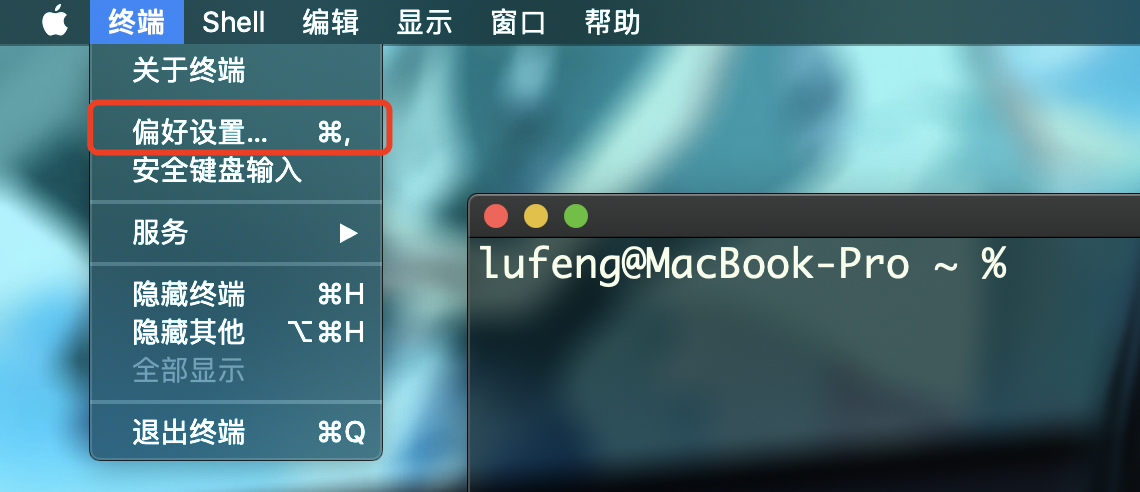 终端 Shell 编辑 显示 窗口 帮助
关于终端
偏好设置... ⌘,
安全键盘输入
服务 ▶
隐藏终端 ⌘H
隐藏其他 ⌥⌘H
全部显示
退出终端 ⌘Q
lufeng@MacBook-Pro ~ %